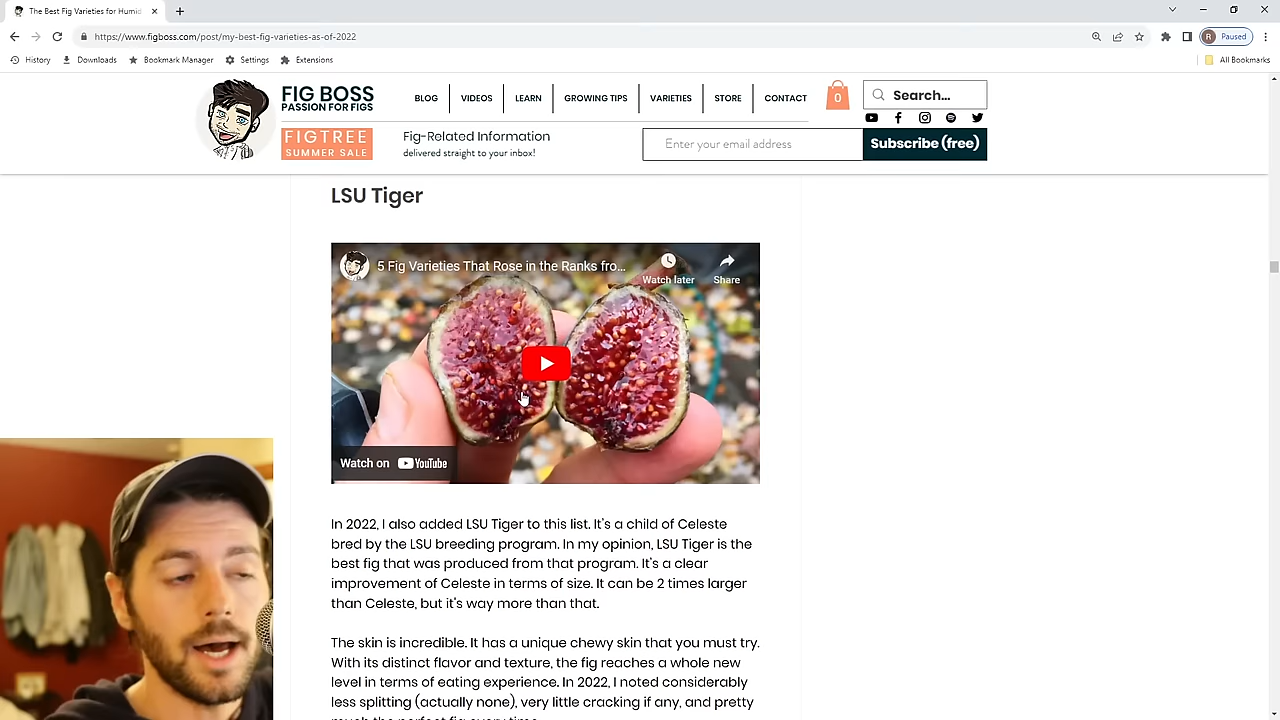 The Best Fig Varieties for Humid
https://www.figboss.com/post/my-best-fig-varieties-as-of-2022
R Paused
History Downloads Bookmark Manager Settings Extensions All Bookmarks
FIG BOSS
PASSION FOR FIGS
BLOG VIDEOS LEARN GROWING TIPS VARIETIES STORE CONTACT 0 Search...
FIGTREE
SUMMER SALE
Fig-Related Information
delivered straight to your inbox!
Enter your email address Subscribe (free)
LSU Tiger
5 Fig Varieties That Rose in the Ranks fro...
Watch later Share
Watch on YouTube
In 2022, I also added LSU Tiger to this list. It's a child of Celeste
bred by the LSU breeding program. In my opinion, LSU Tiger is the
best fig that was produced from that program. It's a clear
improvement of Celeste in terms of size. It can be 2 times larger
than Celeste, but it's way more than that.
The skin is incredible. It has a unique chewy skin that you must try.
With its distinct flavor and texture, the fig reaches a whole new
level in terms of eating experience. In 2022, I noted considerably
less splitting (actually none), very little cracking if any, and pretty
much the perfect fig every time.